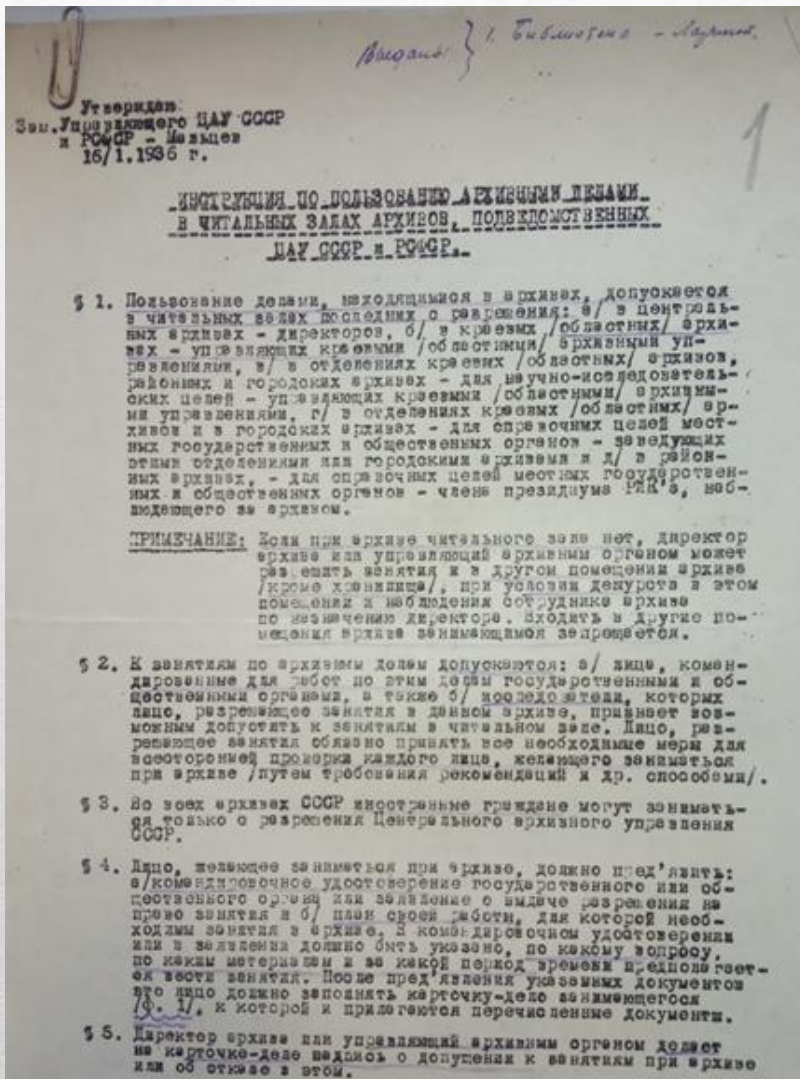 Выданы } 1. Библиотека - Научной.
1
Утверждаю
Зам.Управляющего ЦАУ СССР
и РСФСР - Мальцев
16/1.1936 г.
ИНСТРУКЦИЯ ПО ПОЛЬЗОВАНИЮ АРХИВНЫМИ ДЕЛАМИ
В ЧИТАЛЬНЫХ ЗАЛАХ АРХИВОВ, ПОДВЕДОМСТВЕННЫХ
ЦАУ СССР и РСФСР.
§ 1. Пользование делами, находящимися в архивах, допускается
в читальных залах последних с разрешения: а/ в централь-
ных архивах - директоров, б/ в краевых /областных/ архи-
вах - управляющих краевыми /областными/ архивными уп-
равлениями, в/ в отделениях краевых /областных/ архивов,
районных и городских архивах - для научно-исследователь-
ских целей - управляющих краевыми /областными/ архивны-
ми управлениями, г/ в отделениях краевых /областных/ ар-
хивов и в городских архивах - для справочных целей мест-
ных государственных и общественных органов - заведующих
этими отделениями или городскими архивами и д/ в район-
ных архивах, - для справочных целей местных государствен-
ных и общественных органов - члена президиума РИК'а, наб-
людающего за архивом.
ПРИМЕЧАНИЕ: Если при архиве читального зала нет, директор
архива или управляющий архивным органом может
разрешить занятия и в другом помещении архива
/кроме хранилища/, при условии дежурств в этом
помещении и наблюдения сотрудника архива
по назначению директора. Входить в другие по-
мещения архива занимающимся запрещается.
§ 2. К занятиям по архивным делам допускаются: а/ лица, коман-
дированные для работ по этим делам государственными и об-
щественными органами, а также б/ исследователи, которых
лицо, разрешающее занятия в данном архиве, признает воз-
можным допустить к занятиям в читальном зале. Лицо, раз-
решающее занятия обязано принять все необходимые меры для
всесторонней проверки каждого лица, желающего заниматься
при архиве /путем требования рекомендаций и др. способами/.
§ 3. Во всех архивах СССР иностранные граждане могут занимать-
ся только с разрешения Центрального архивного управления
СССР.
§ 4. Лицо, желающее заниматься при архиве, должно пред'явить:
а/командировочное удостоверение государственного или об-
щественного органа или заявление о выдаче разрешения на
право занятия и б/ план своей работы, для которой необ-
ходимы занятия в архиве. В командировочном удостоверении
или в заявлении должно быть указано, по какому вопросу,
по каким материалам и за какой период времени предполагает-
ся вести занятия. После пред'явления указанных документов
это лицо должно заполнять карточку-дело занимающегося
/ф. 1/, к которой и прилагаются перечисленные документы.
§ 5. Директор архива или управляющий архивным органом делает
на карточке-деле надпись о допущении к занятиям при архиве
или об отказе в этом.